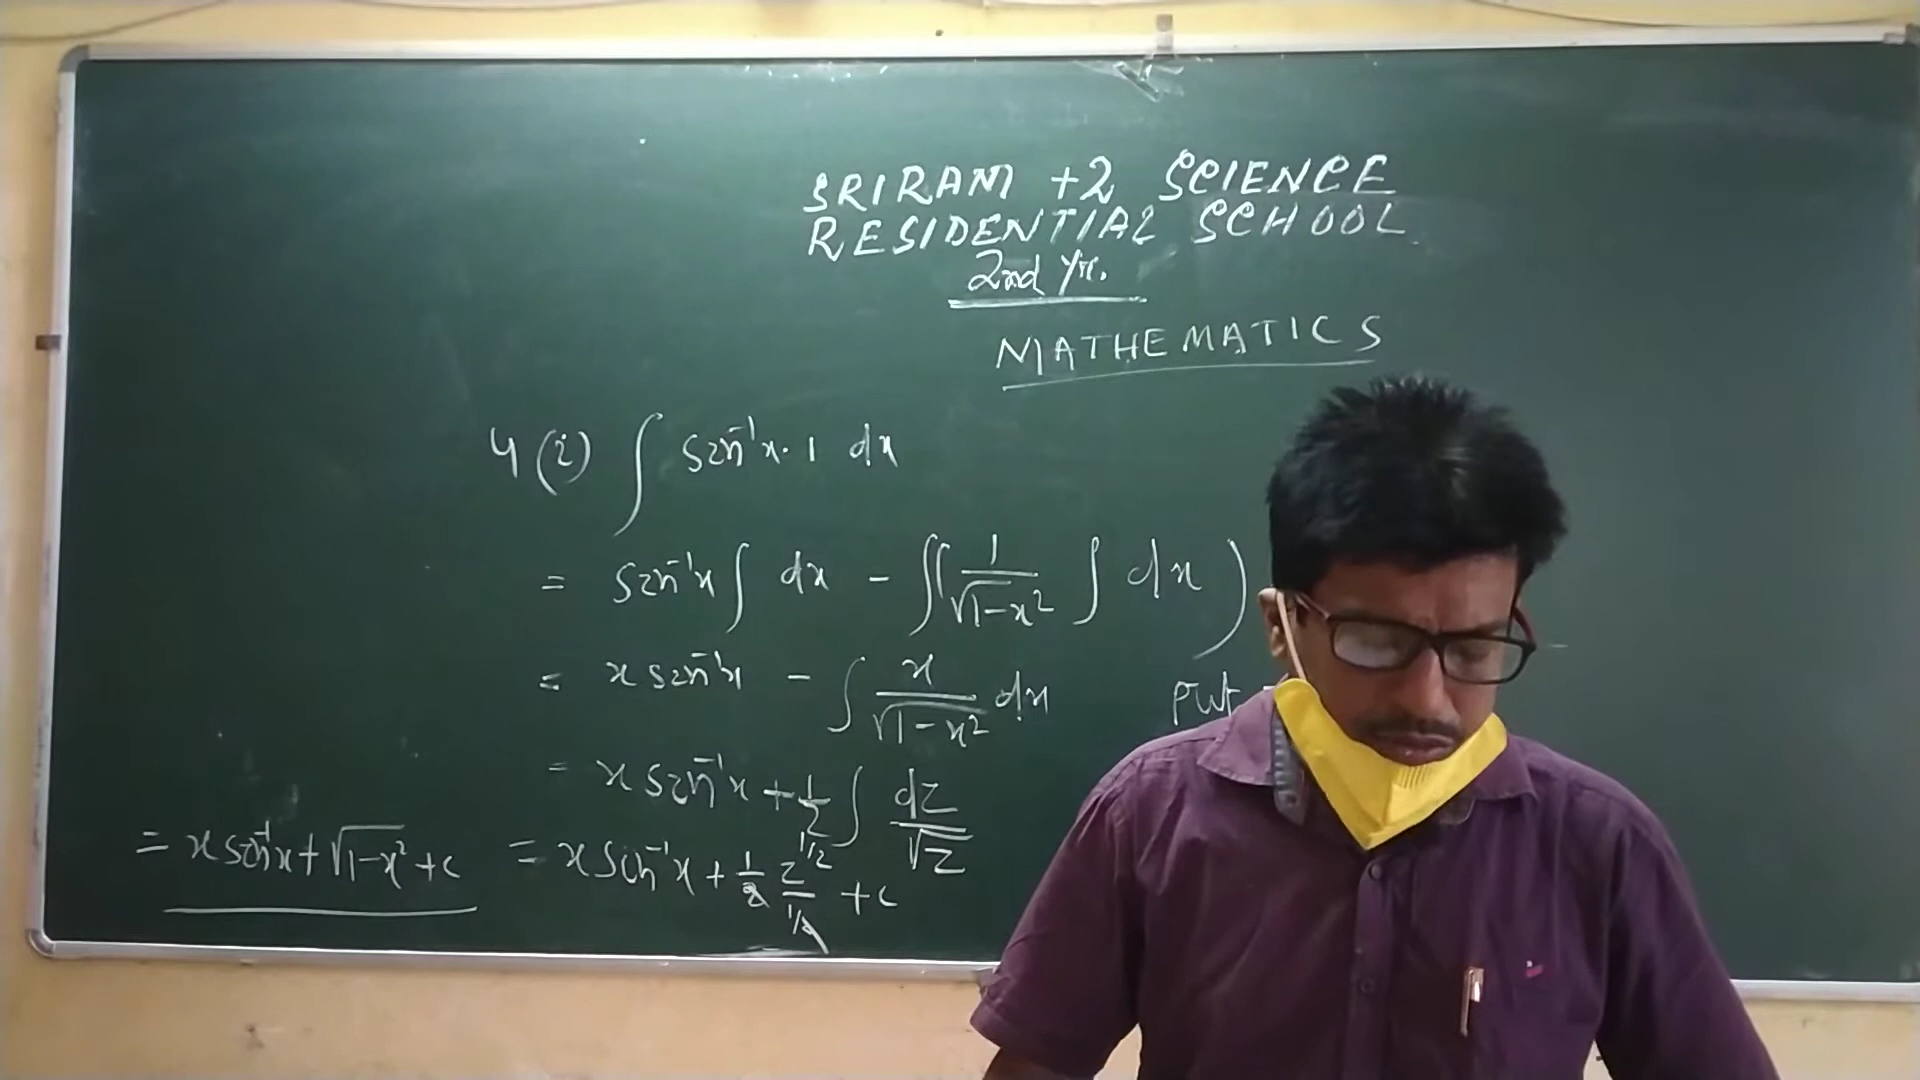 SRIRAM +2 SCIENCE
RESIDENTIAL SCHOOL
2nd Yr.
MATHEMATICS
4 (i) ∫ sin⁻¹x · 1 dx
= sin⁻¹x ∫ dx - ∫(1/√(1-x²) ∫ dx)
= x sin⁻¹x - ∫ x/√(1-x²) dx put
= x sin⁻¹x + 1/2 ∫ dz/√z
= x sin⁻¹x + 1/2 z^(1/2)/(1/2) + c
= x sin⁻¹x + √(1-x²) + c